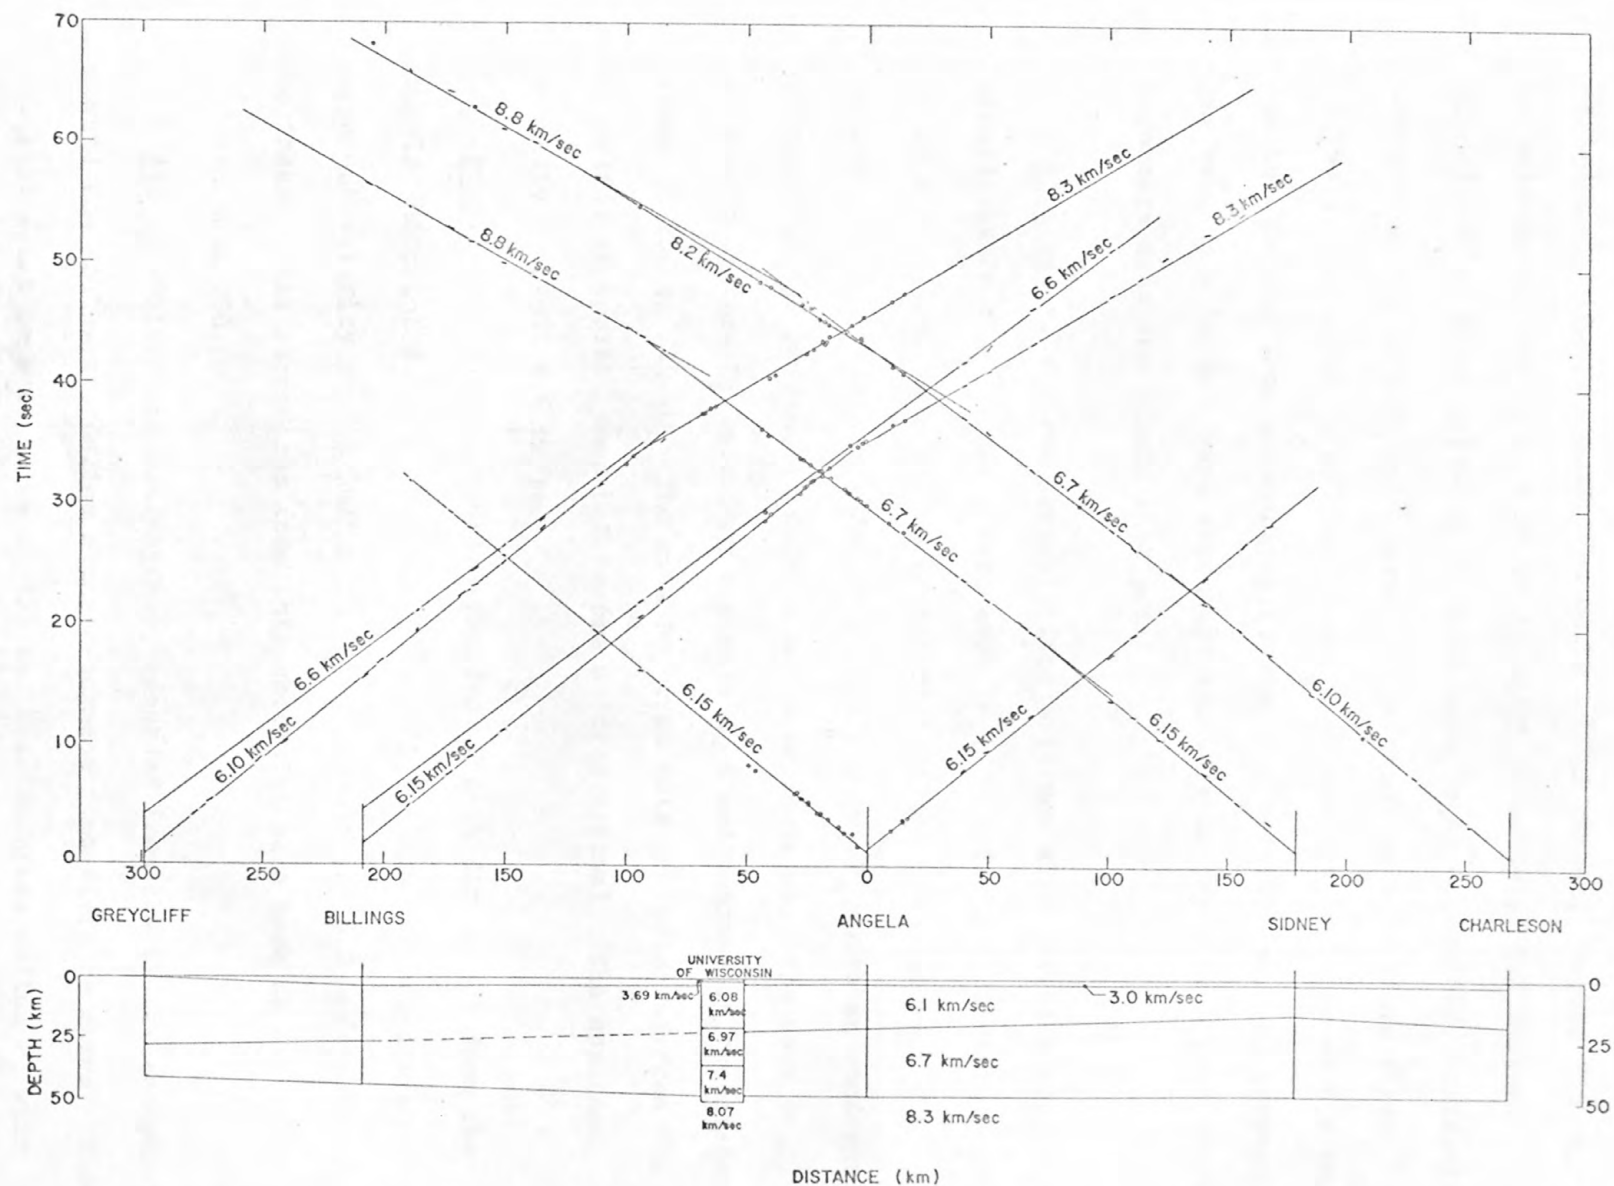 70
60
50
40
30
20
10
0
TIME (sec)
8.8 km/sec
8.8 km/sec
8.2 km/sec
8.3 km/sec
8.3 km/sec
6.6 km/sec
6.7 km/sec
6.7 km/sec
6.6 km/sec
6.10 km/sec
6.15 km/sec
6.15 km/sec
6.15 km/sec
6.15 km/sec
6.10 km/sec
300 250 200 150 100 50 0 50 100 150 200 250 300
GREYCLIFF BILLINGS ANGELA SIDNEY CHARLESON
UNIVERSITY
OF WISCONSIN
0
25
50
DEPTH (km)
3.69 km/sec
6.08
km/sec
6.97
km/sec
7.4
km/sec
8.07
km/sec
6.1 km/sec
3.0 km/sec
6.7 km/sec
8.3 km/sec
0
25
50
DISTANCE (km)